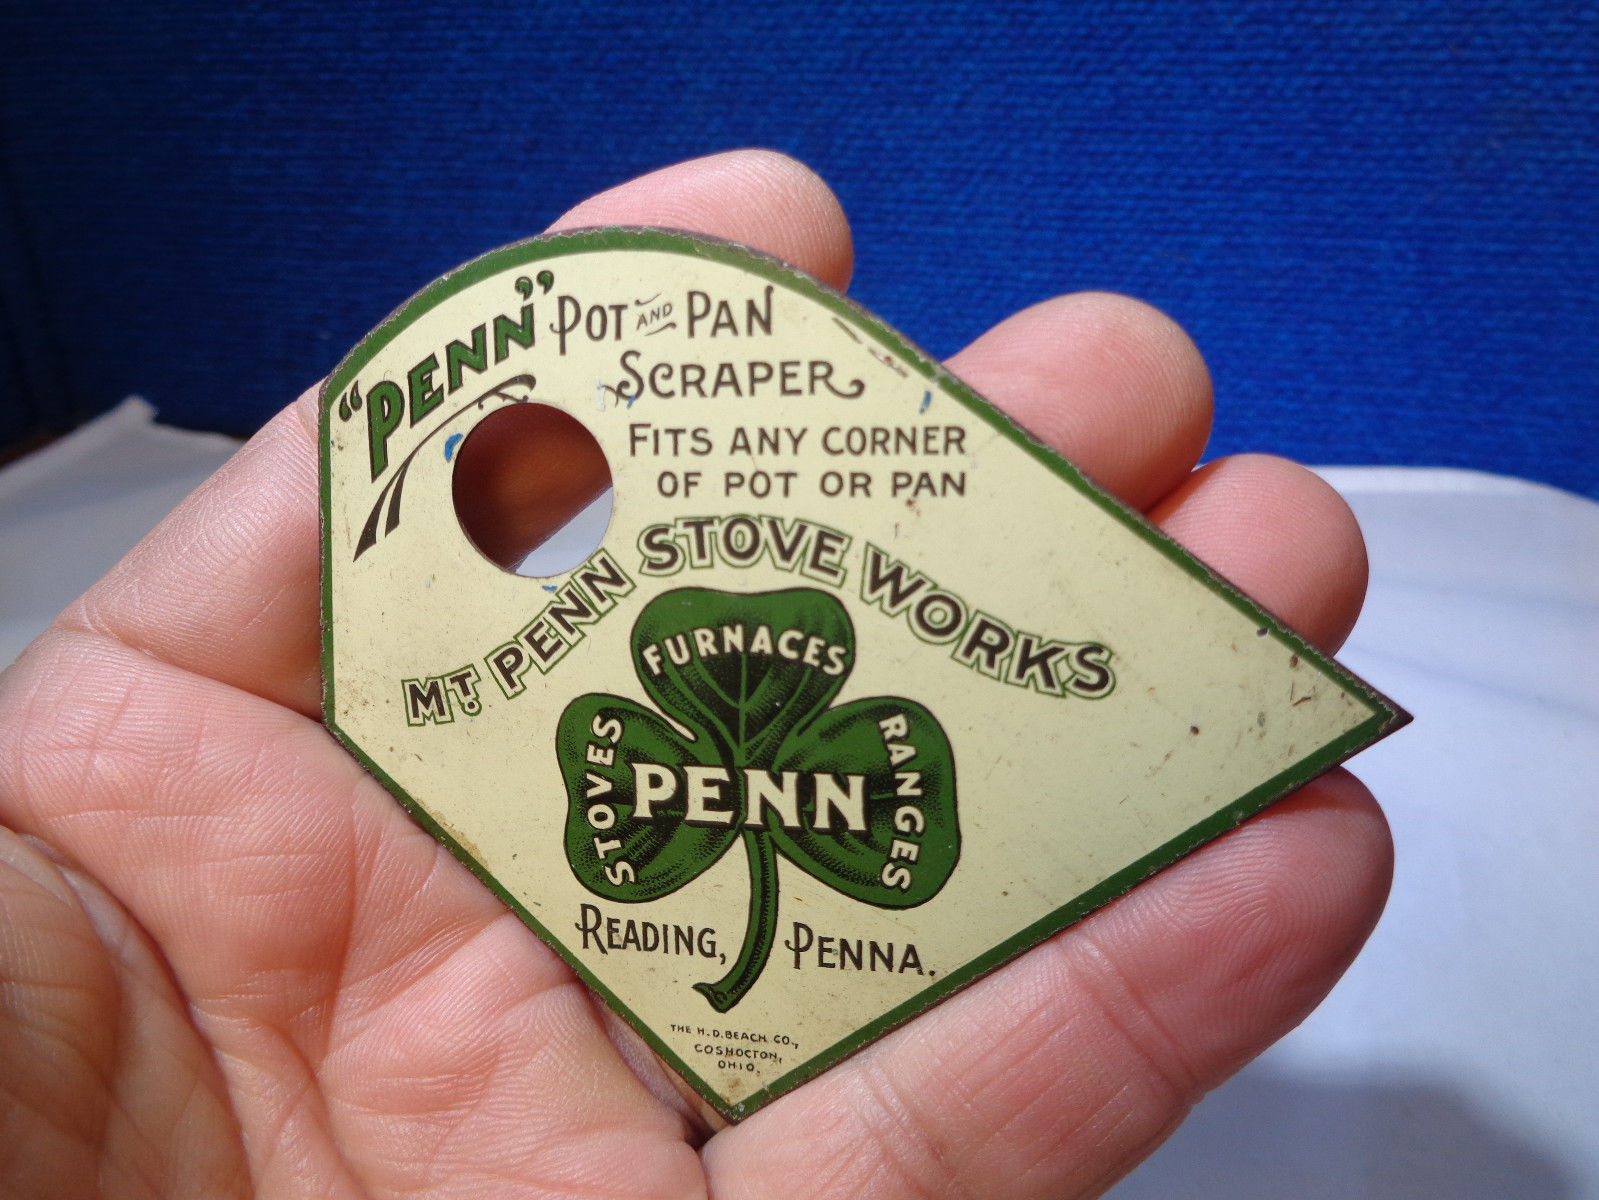 "PENN" POT AND PAN
SCRAPER
FITS ANY CORNER
OF POT OR PAN
MT. PENN STOVE WORKS
FURNACES
STOVES
PENN
RANGES
READING, PENNA.
THE H.D. BEACH CO.,
COSHOCTON,
OHIO.